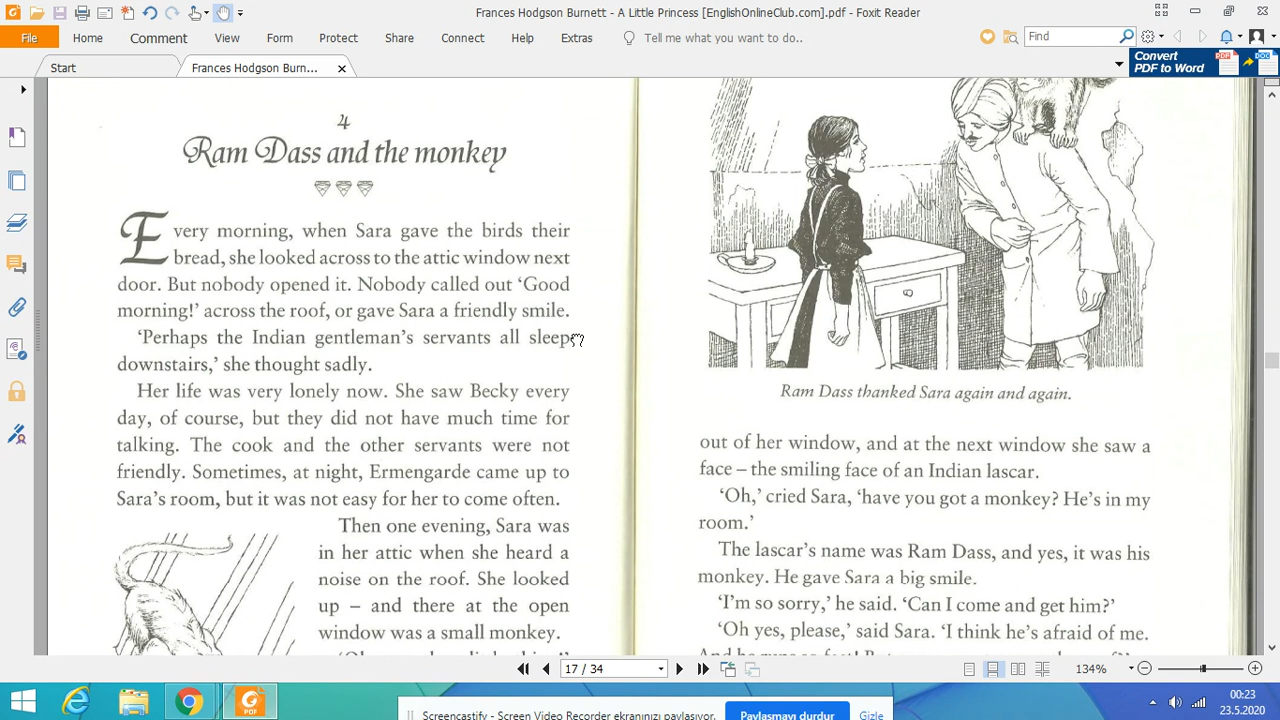 Frances Hodgson Burnett - A Little Princess [EnglishOnlineClub.com].pdf - Foxit Reader
File Home Comment View Form Protect Share Connect Help Extras Tell me what you want to do.. Find
Start Frances Hodgson Burn... Convert
PDF to Word
4
Ram Dass and the monkey
Every morning, when Sara gave the birds their
bread, she looked across to the attic window next
door. But nobody opened it. Nobody called out ‘Good
morning!’ across the roof, or gave Sara a friendly smile.
‘Perhaps the Indian gentleman’s servants all sleep
downstairs,’ she thought sadly.
Her life was very lonely now. She saw Becky every
day, of course, but they did not have much time for
talking. The cook and the other servants were not
friendly. Sometimes, at night, Ermengarde came up to
Sara’s room, but it was not easy for her to come often.
Then one evening, Sara was
in her attic when she heard a
noise on the roof. She looked
up – and there at the open
window was a small monkey.
Ram Dass thanked Sara again and again.
out of her window, and at the next window she saw a
face – the smiling face of an Indian lascar.
‘Oh,’ cried Sara, ‘have you got a monkey? He’s in my
room.’
The lascar’s name was Ram Dass, and yes, it was his
monkey. He gave Sara a big smile.
‘I’m so sorry,’ he said. ‘Can I come and get him?’
‘Oh yes, please,’ said Sara. ‘I think he’s afraid of me.
17 / 34
134%
Screencastify - Screen Video Recorder ekranınızı paylaşıyor. Paylaşmayı durdur Gizle
00:23
23.5.2020